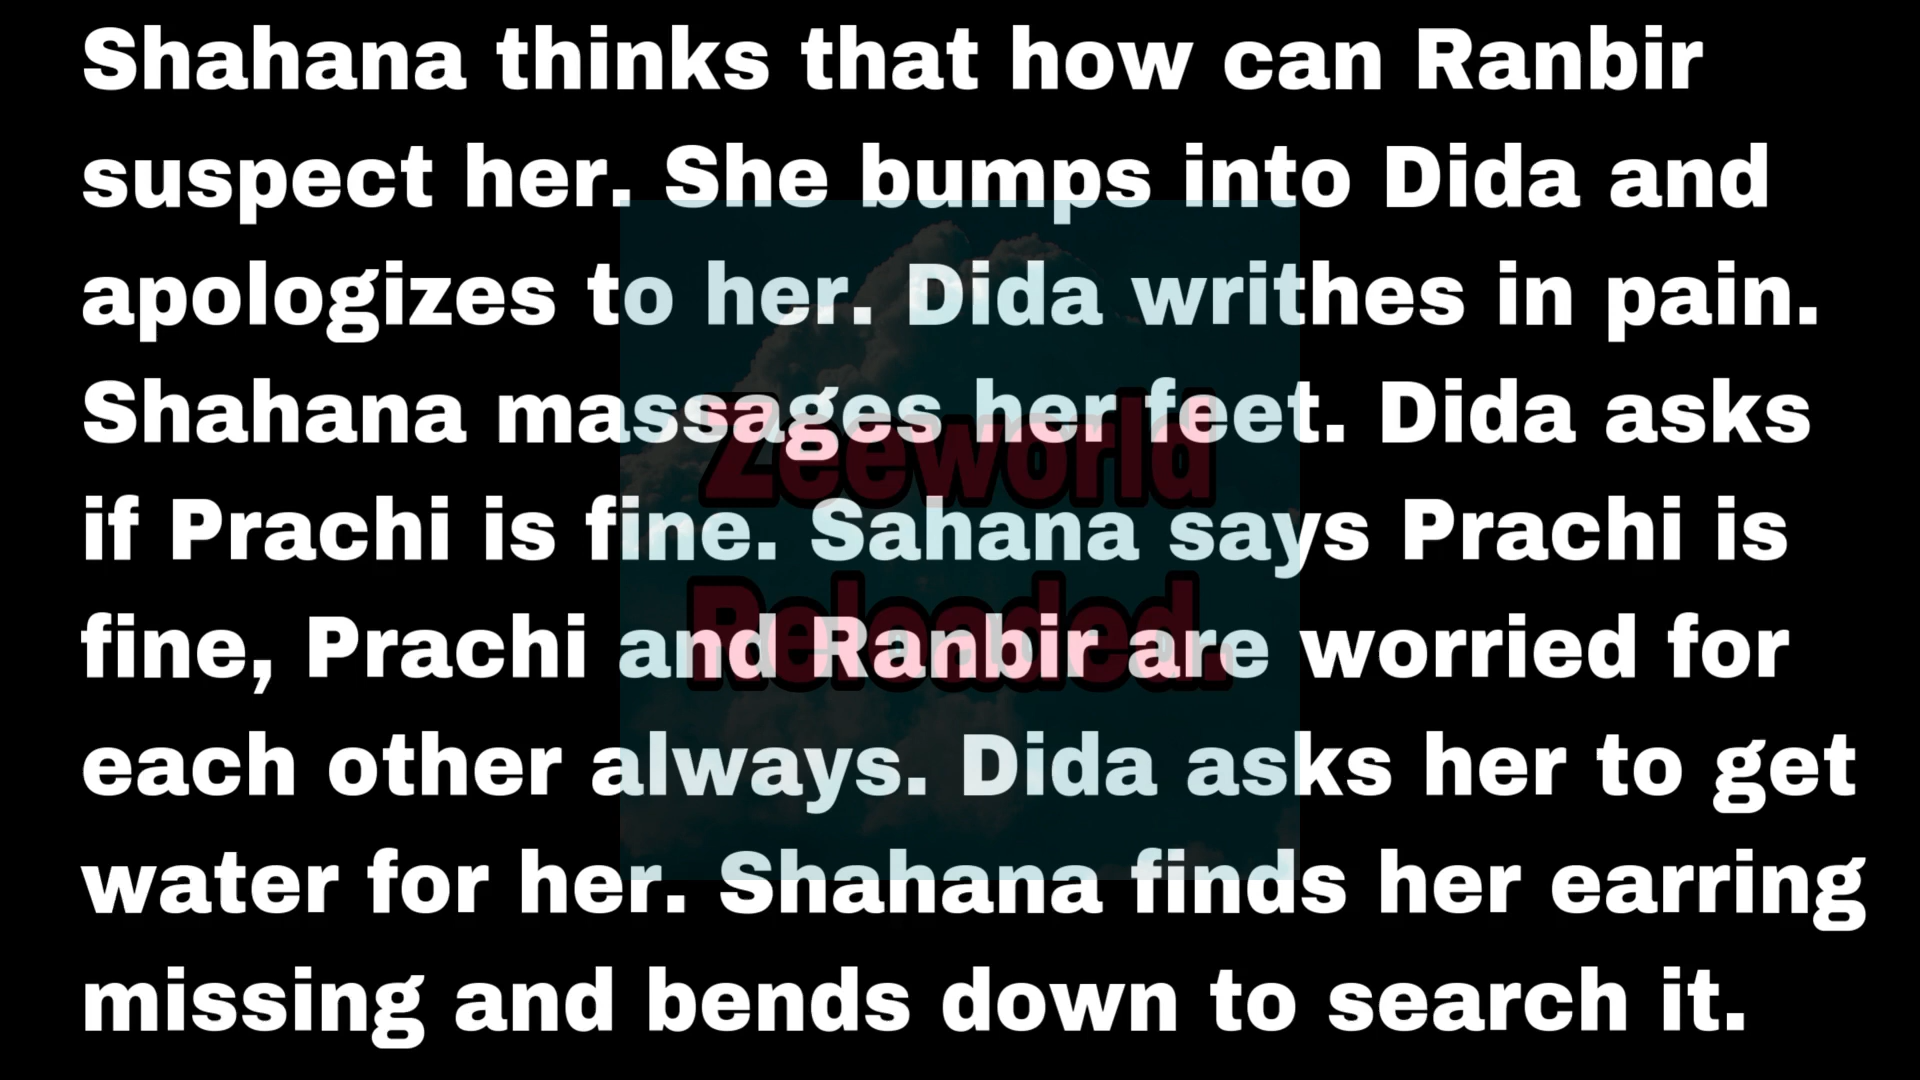 Shahana thinks that how can Ranbir
suspect her. She bumps into Dida and
apologizes to her. Dida writhes in pain.
Shahana massages her feet. Dida asks
Zeeworld
if Prachi is fine. Sahana says Prachi is
fine, Prachi and Ranbir are worried for
Reloaded.
each other always. Dida asks her to get
water for her. Shahana finds her earring
missing and bends down to search it.